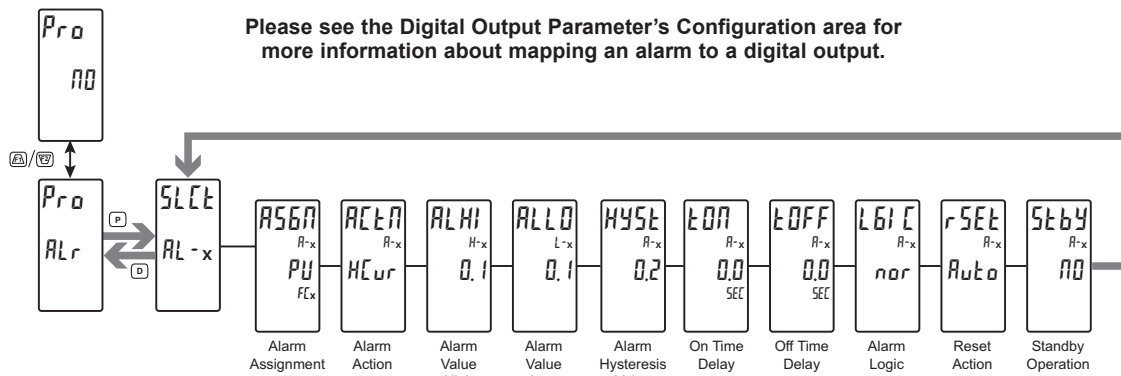 Please see the Digital Output Parameter's Configuration area for
more information about mapping an alarm to a digital output.
Pro
NO
F1/F2
Pro
ALr
P
D
SLCt
AL-x
ASGN
A-x
PV
FCx
Alarm
Assignment
ACtN
A-x
HCur
Alarm
Action
ALHI
H-x
0.1
Alarm
Value
ALLO
L-x
0.1
Alarm
Value
HYSt
A-x
0.2
Alarm
Hysteresis
tON
A-x
0.0
SEC
On Time
Delay
tOFF
A-x
0.0
SEC
Off Time
Delay
LGIC
A-x
nor
Alarm
Logic
rSEt
A-x
Auto
Reset
Action
Stby
A-x
NO
Standby
Operation